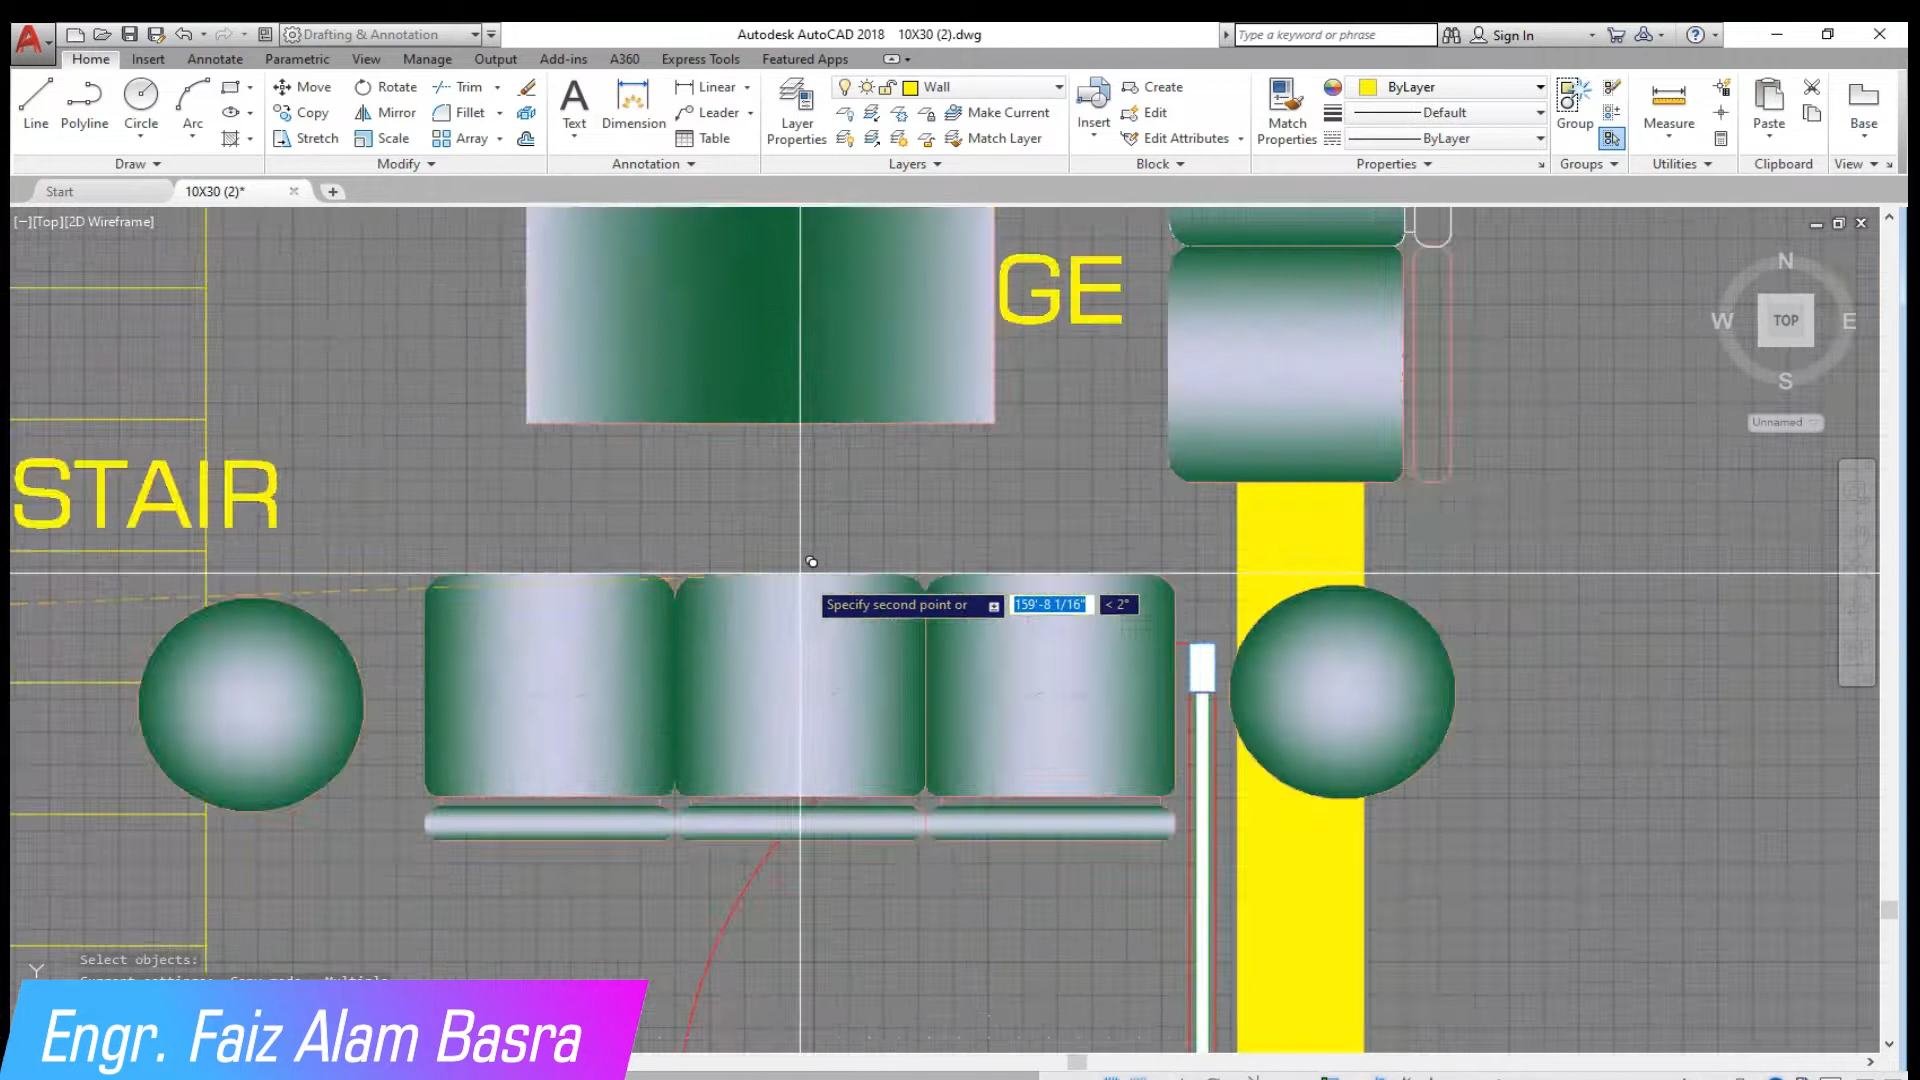 Drafting & Annotation
Autodesk AutoCAD 2018 10X30 (2).dwg
Type a keyword or phrase
Sign In
Home Insert Annotate Parametric View Manage Output Add-ins A360 Express Tools Featured Apps
Line Polyline Circle Arc
Move Rotate Trim
Copy Mirror Fillet
Stretch Scale Array
Text Dimension
Linear
Leader
Table
Layer Properties
Wall
Make Current
Match Layer
Insert
Create
Edit
Edit Attributes
Match Properties
ByLayer
Default
ByLayer
Group
Measure
Paste
Base
Draw Modify Annotation Layers Block Properties Groups Utilities Clipboard View
Start 10X30 (2)*
[−][Top][2D Wireframe]
GE
N
W TOP E
S
Unnamed
STAIR
Specify second point or 159'-8 1/16" < 2°
Select objects:
Y
Engr. Faiz Alam Basra